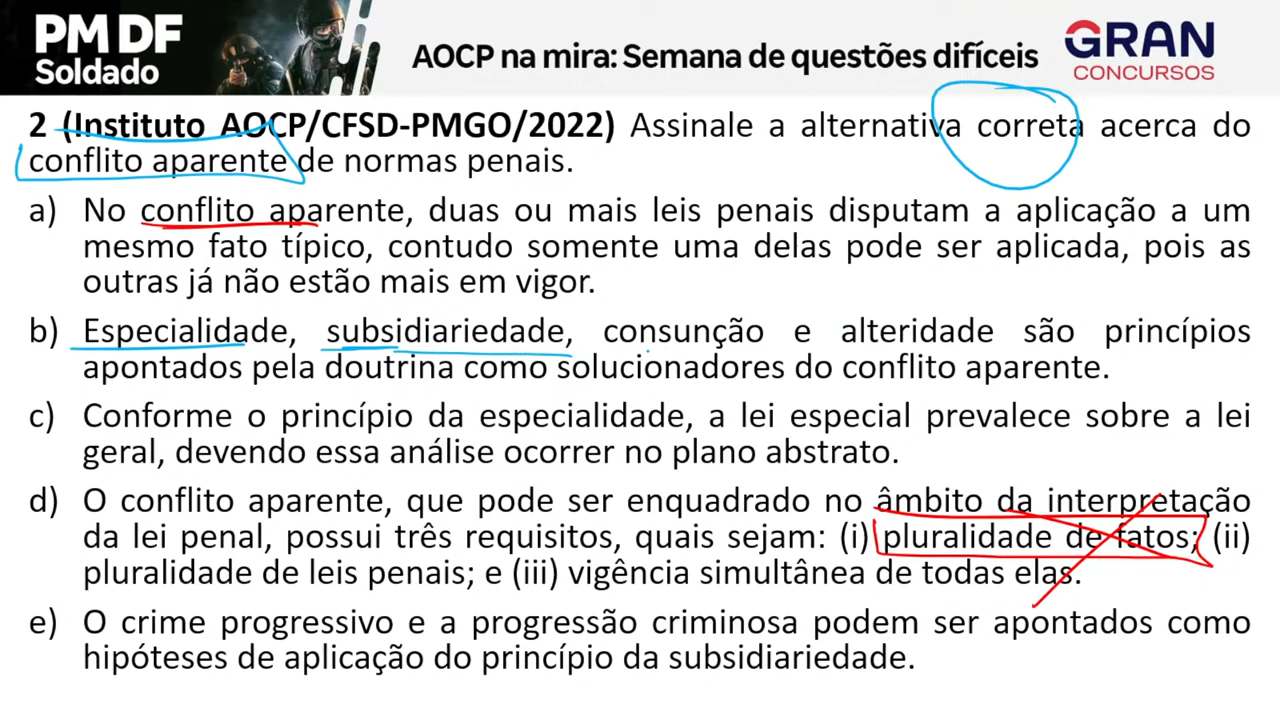 PM DF
Soldado
AOCP na mira: Semana de questões difíceis
GRAN
CONCURSOS
2 (Instituto AOCP/CFSD-PMGO/2022) Assinale a alternativa correta acerca do
conflito aparente de normas penais.
a) No conflito aparente, duas ou mais leis penais disputam a aplicação a um
mesmo fato típico, contudo somente uma delas pode ser aplicada, pois as
outras já não estão mais em vigor.
b) Especialidade, subsidiariedade, consunção e alteridade são princípios
apontados pela doutrina como solucionadores do conflito aparente.
c) Conforme o princípio da especialidade, a lei especial prevalece sobre a lei
geral, devendo essa análise ocorrer no plano abstrato.
d) O conflito aparente, que pode ser enquadrado no âmbito da interpretação
da lei penal, possui três requisitos, quais sejam: (i) pluralidade de fatos; (ii)
pluralidade de leis penais; e (iii) vigência simultânea de todas elas.
e) O crime progressivo e a progressão criminosa podem ser apontados como
hipóteses de aplicação do princípio da subsidiariedade.